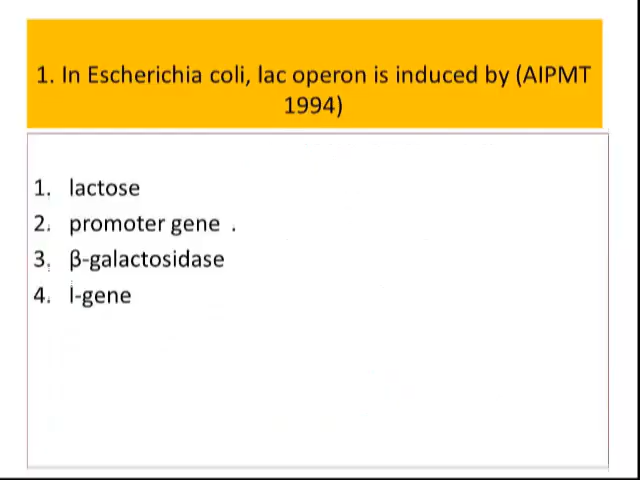 1. In Escherichia coli, lac operon is induced by (AIPMT
1994)
1. lactose
2. promoter gene .
3. β-galactosidase
4. I-gene